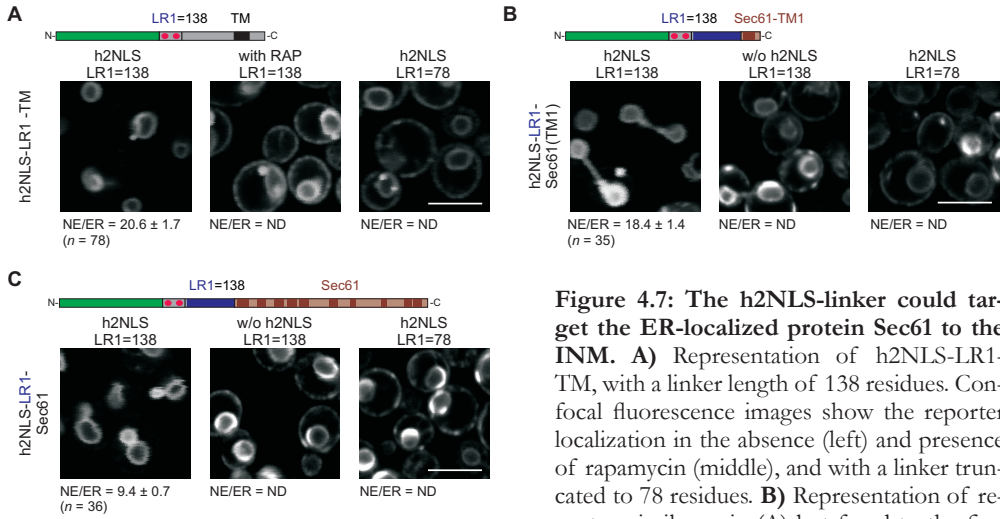 A
LR1=138 TM
N- -C
h2NLS
LR1=138
with RAP
LR1=138
h2NLS
LR1=78
h2NLS-LR1 -TM
NE/ER = 20.6 ± 1.7
(n = 78)
NE/ER = ND
NE/ER = ND
B
LR1=138 Sec61-TM1
N- -C
h2NLS
LR1=138
w/o h2NLS
LR1=138
h2NLS
LR1=78
h2NLS-LR1-
Sec61(TM1)
NE/ER = 18.4 ± 1.4
(n = 35)
NE/ER = ND
NE/ER = ND
C
LR1=138 Sec61
N- -C
h2NLS
LR1=138
w/o h2NLS
LR1=138
h2NLS
LR1=78
h2NLS-LR1-
Sec61
NE/ER = 9.4 ± 0.7
(n = 36)
NE/ER = ND
NE/ER = ND
Figure 4.7: The h2NLS-linker could tar-
get the ER-localized protein Sec61 to the
INM. A) Representation of h2NLS-LR1-
TM, with a linker length of 138 residues. Con-
focal fluorescence images show the reporter
localization in the absence (left) and presence
of rapamycin (middle), and with a linker trun-
cated to 78 residues. B) Representation of re-